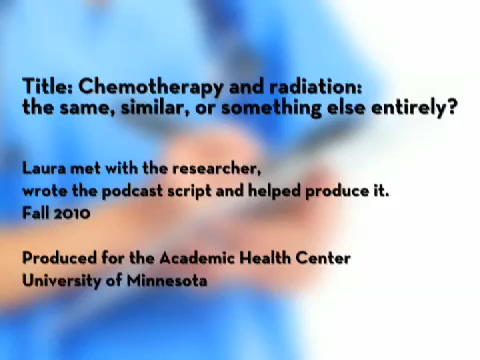 Title: Chemotherapy and radiation:
the same, similar, or something else entirely?
Laura met with the researcher,
wrote the podcast script and helped produce it.
Fall 2010
Produced for the Academic Health Center
University of Minnesota